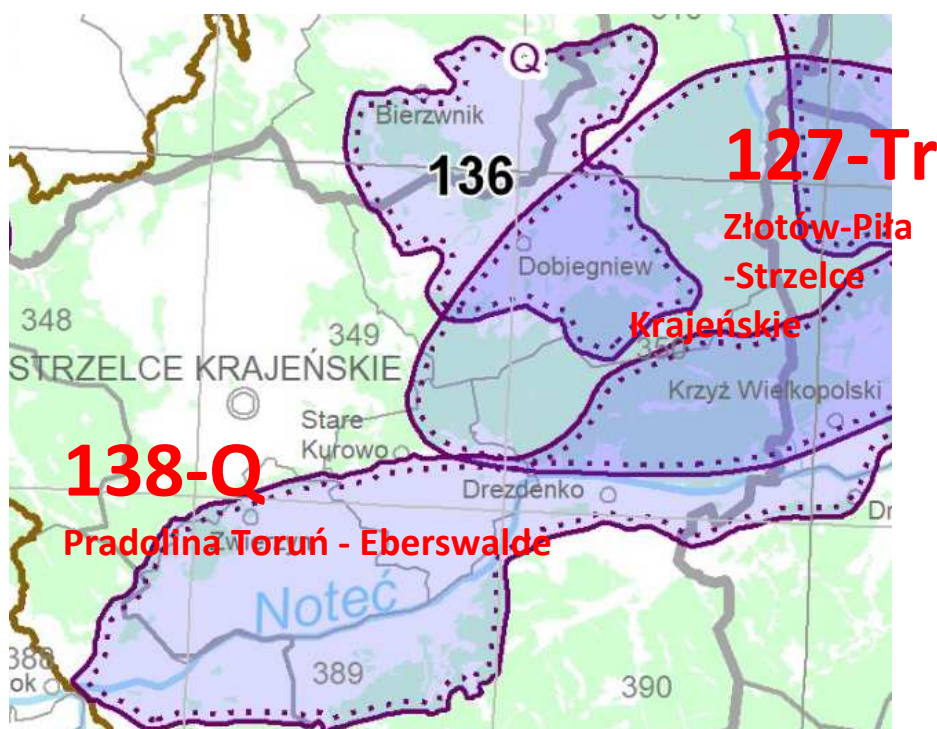 Q
Bierzwnik
136
127-Tr
Złotów-Piła
-Strzelce
Krajeńskie
Dobiegniew
348
349
STRZELCE KRAJEŃSKIE
Krzyż Wielkopolski
Stare
Kurowo
138-Q
Drezdenko
Pradolina Toruń - Eberswalde
Noteć
389
390